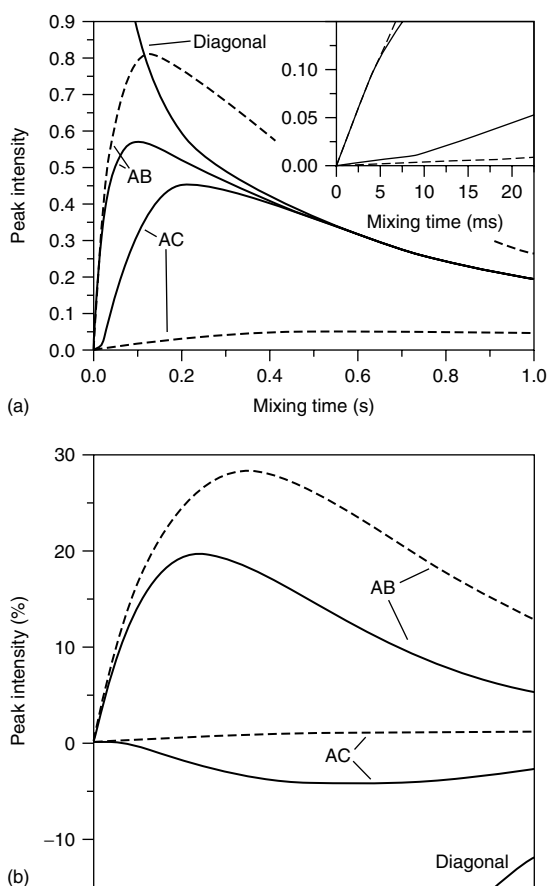 0.9
0.8
0.7
0.6
0.5
0.4
0.3
0.2
0.1
0.0
Peak intensity
Diagonal
AB
AC
0.0 0.2 0.4 0.6 0.8 1.0
Mixing time (s)
(a)
0.10
0.05
0.00
0 5 10 15 20
Mixing time (ms)
30
20
10
0
−10
Peak intensity (%)
AB
AC
Diagonal
(b)